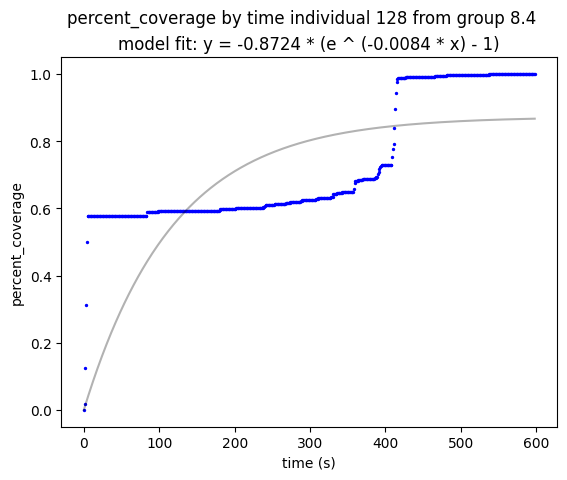 percent_coverage by time individual 128 from group 8.4
model fit: y = -0.8724 * (e ^ (-0.0084 * x) - 1)
1.0
0.8
0.6
0.4
0.2
0.0
percent_coverage
0 100 200 300 400 500 600
time (s)